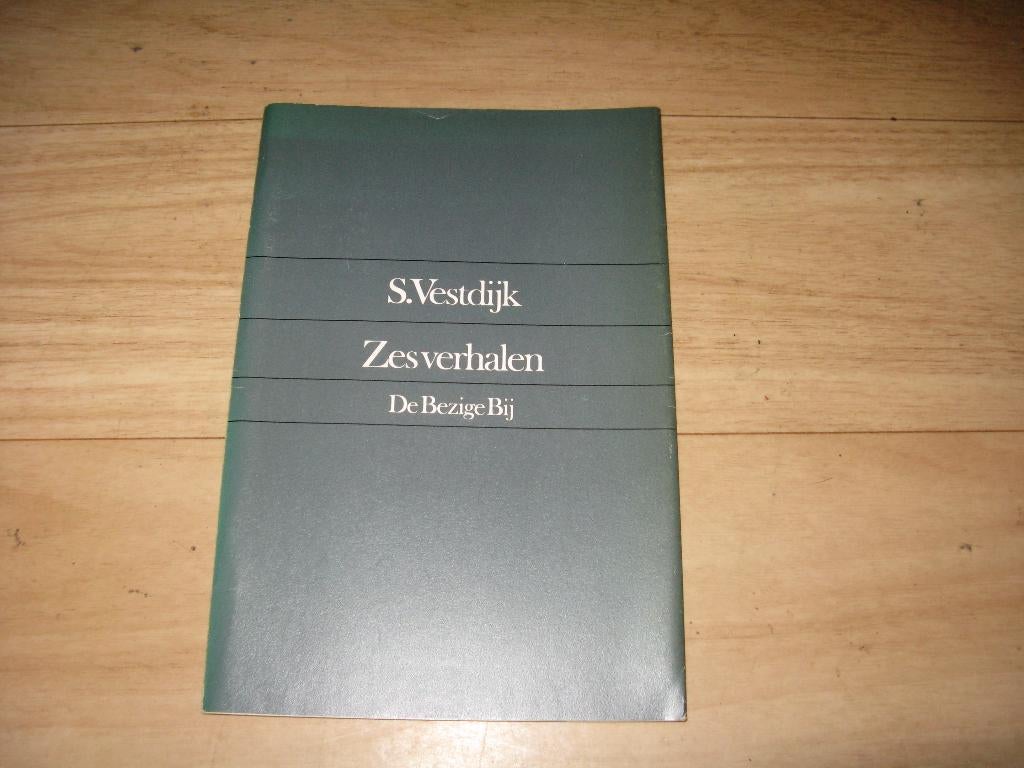 S. Vestdijk
Zes verhalen
De Bezige Bij